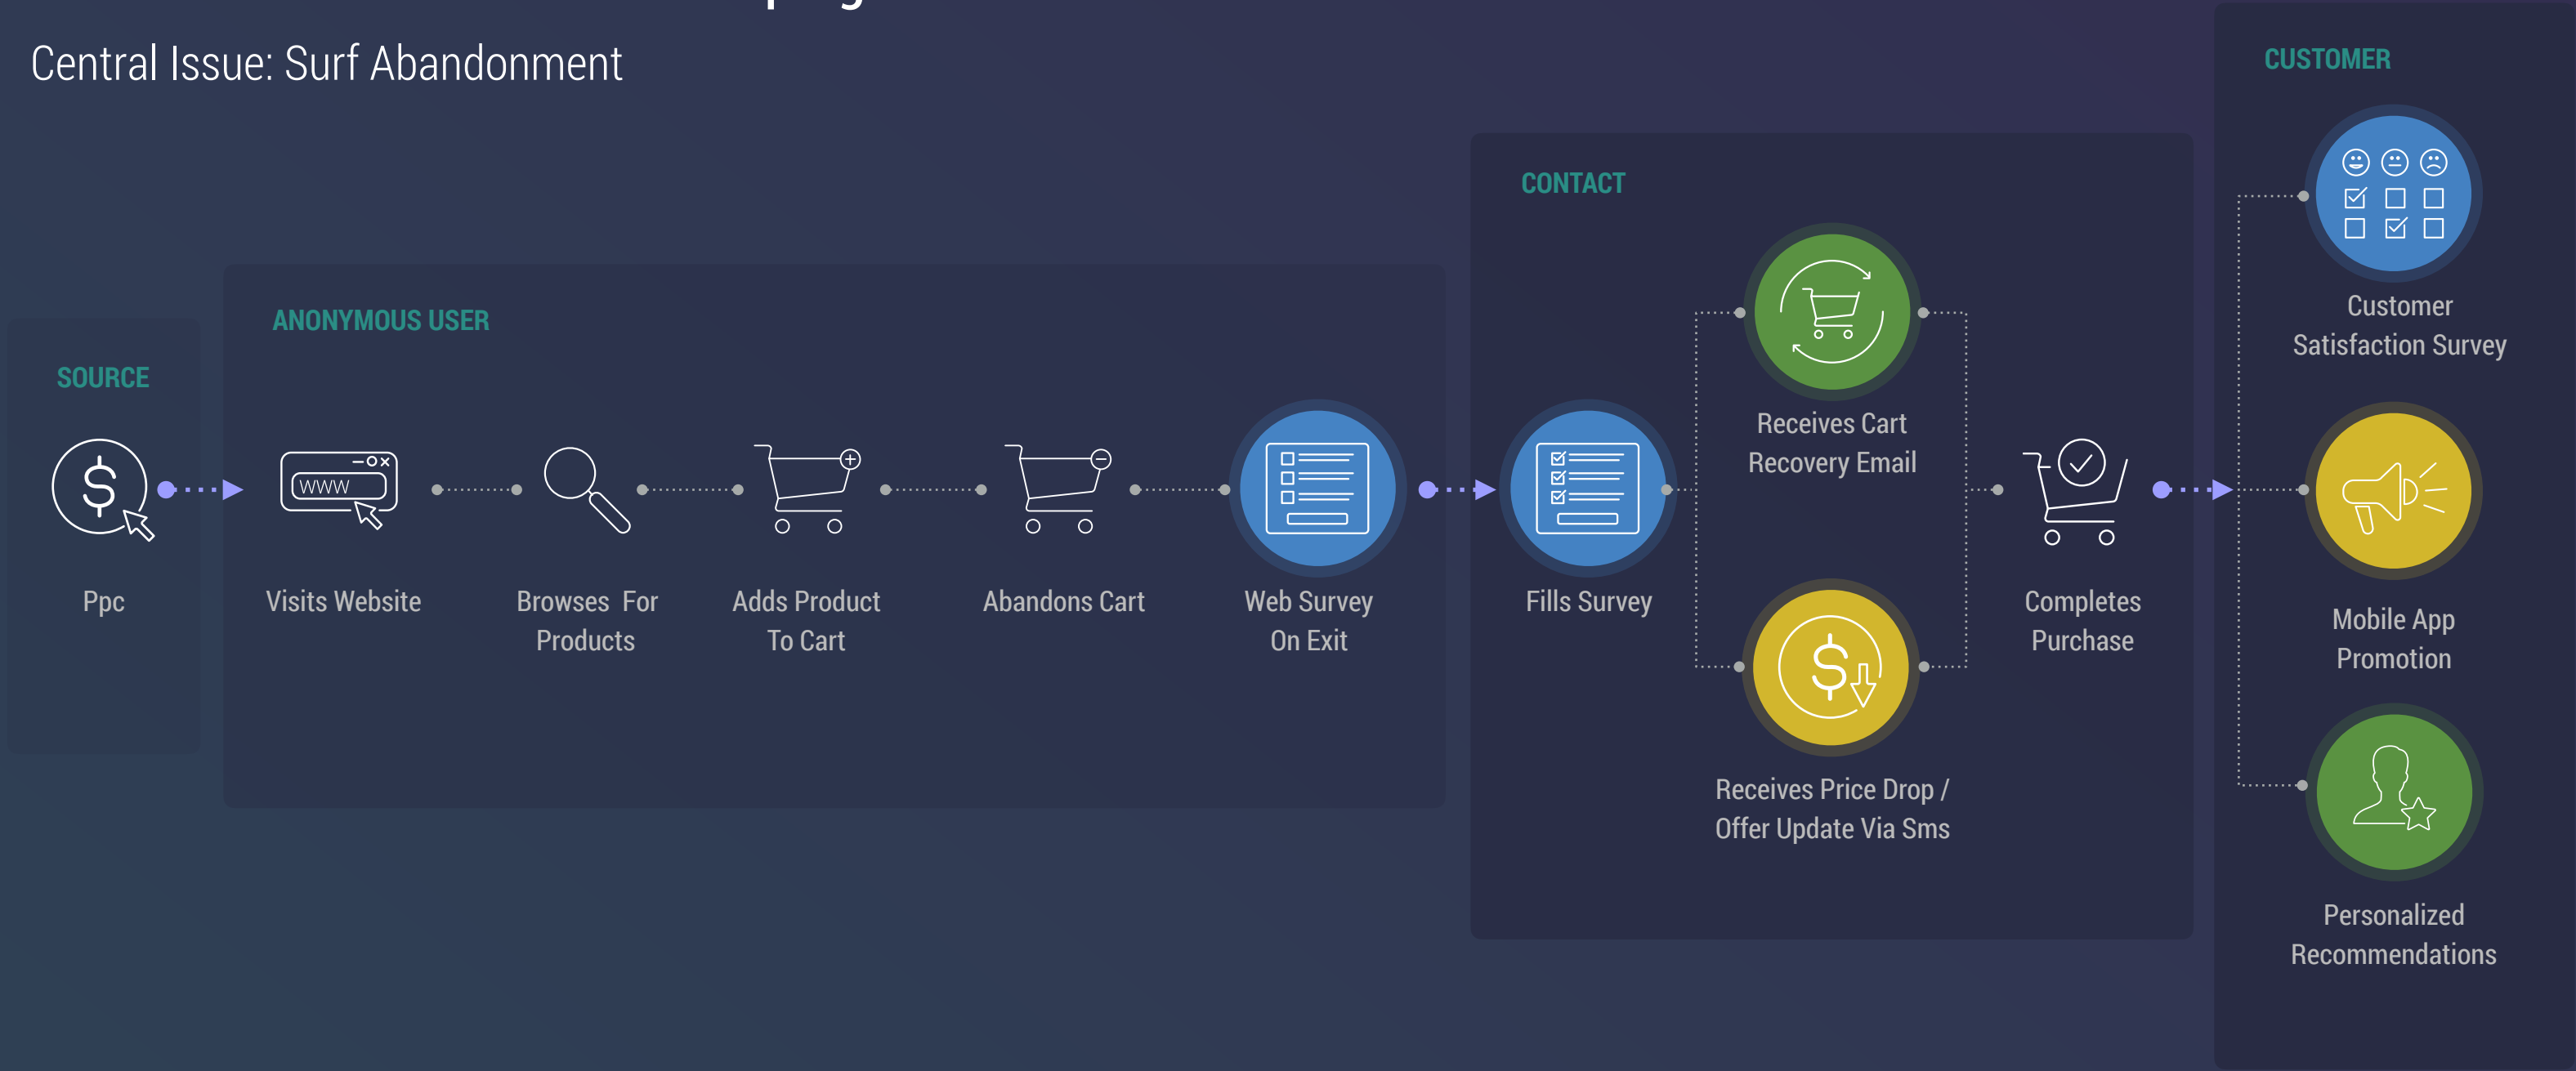 Central Issue: Surf Abandonment
SOURCE
Ppc
ANONYMOUS USER
WWW
Visits Website
Browses For
Products
Adds Product
To Cart
Abandons Cart
Web Survey
On Exit
CONTACT
Fills Survey
Receives Cart
Recovery Email
Receives Price Drop /
Offer Update Via Sms
Completes
Purchase
CUSTOMER
Customer
Satisfaction Survey
Mobile App
Promotion
Personalized
Recommendations